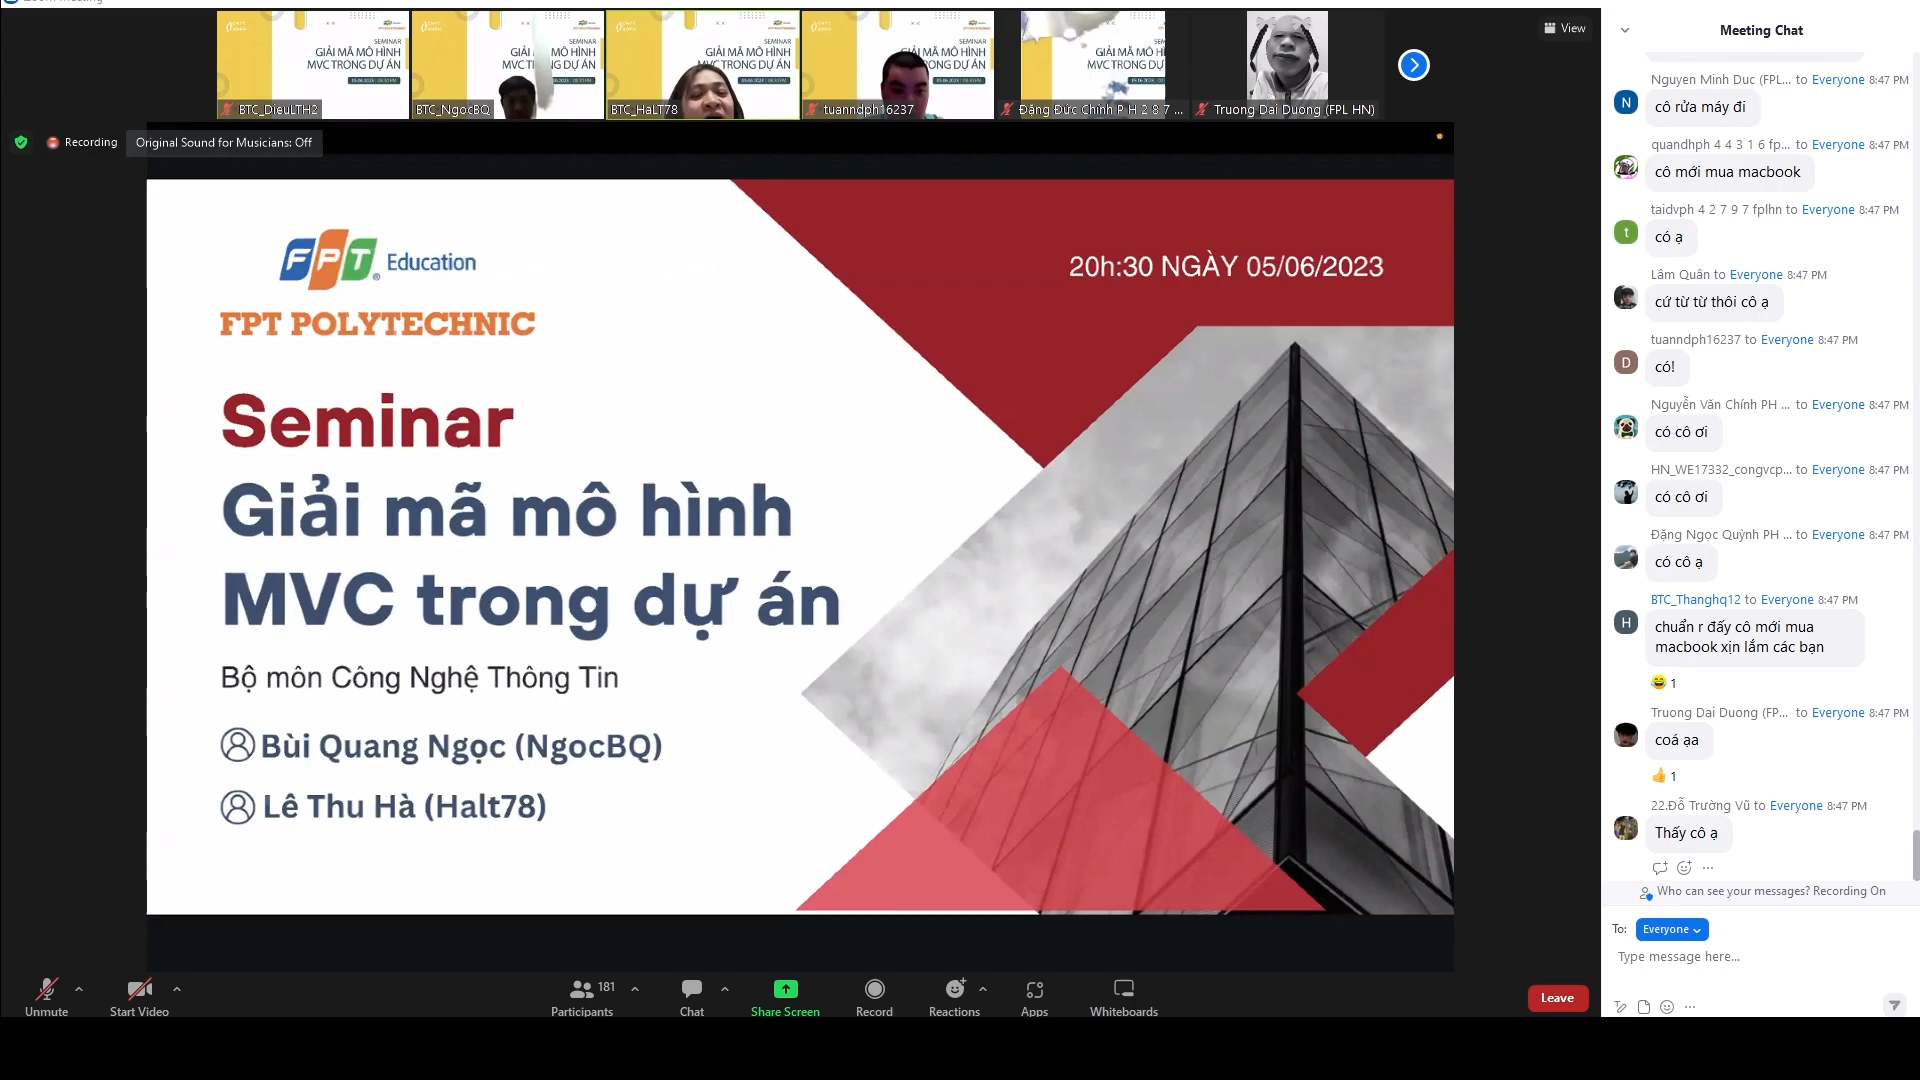 SEMINAR
GIẢI MÃ MÔ HÌNH
MVC TRONG DỰ ÁN
BTC_DieulTH2
BTC_NgocBQ
BTC_HaLT78
tuanndph16237
Đặng Đức Chính P H 2 8 7 ...
Truong Dai Duong (FPL HN)
View
Recording
Original Sound for Musicians: Off
FPT Education
FPT POLYTECHNIC
20h:30 NGÀY 05/06/2023
Seminar
Giải mã mô hình
MVC trong dự án
Bộ môn Công Nghệ Thông Tin
Bùi Quang Ngọc (NgocBQ)
Lê Thu Hà (Halt78)
Unmute
Start Video
181
Participants
Chat
Share Screen
Record
Reactions
Apps
Whiteboards
Leave
Meeting Chat
Nguyen Minh Duc (FPL... to Everyone 8:47 PM
N
cô rửa máy đi
quandhph 4 4 3 1 6 fp... to Everyone 8:47 PM
cô mới mua macbook
taidvph 4 2 7 9 7 fplhn to Everyone 8:47 PM
t
có ạ
Lâm Quân to Everyone 8:47 PM
cứ từ từ thôi cô ạ
tuanndph16237 to Everyone 8:47 PM
D
có!
Nguyễn Văn Chính PH ... to Everyone 8:47 PM
có cô ơi
HN_WE17332_congvcp... to Everyone 8:47 PM
có cô ơi
Đặng Ngọc Quỳnh PH ... to Everyone 8:47 PM
có cô ạ
BTC_Thanghq12 to Everyone 8:47 PM
H
chuẩn r đấy cô mới mua
macbook xịn lắm các bạn
😂 1
Truong Dai Duong (FP... to Everyone 8:47 PM
coá ạa
👍 1
22.Đỗ Trường Vũ to Everyone 8:47 PM
Thấy cô ạ
Who can see your messages? Recording On
To: Everyone
Type message here...